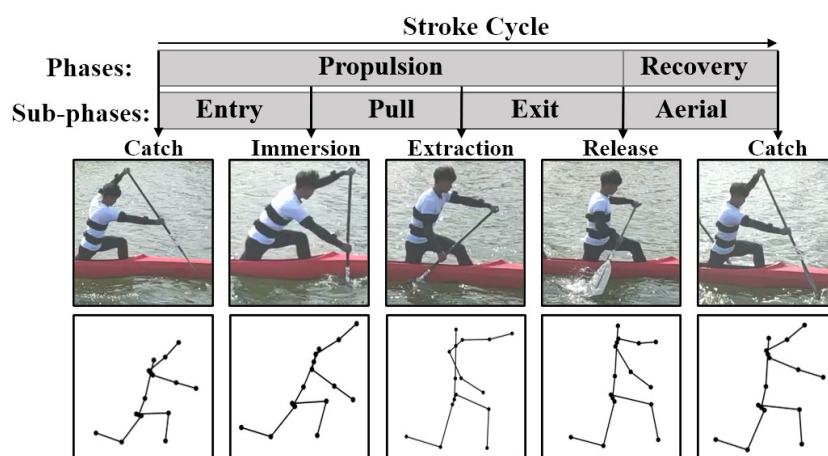 Stroke Cycle
Phases: Propulsion Recovery
Sub-phases: Entry Pull Exit Aerial
Catch Immersion Extraction Release Catch